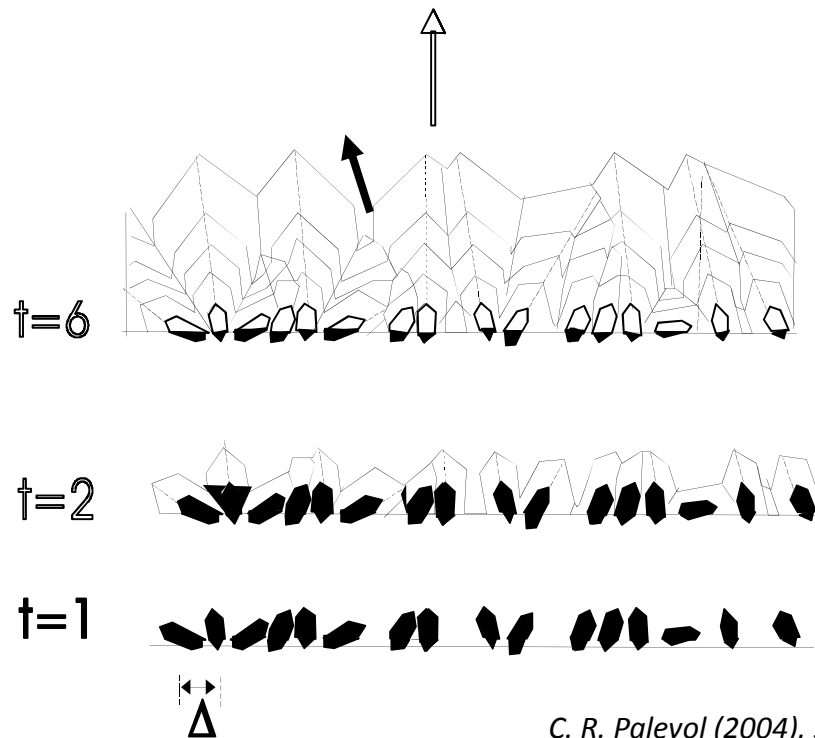 t=6
t=2
t=1
Δ
C. R. Palevol (2004).